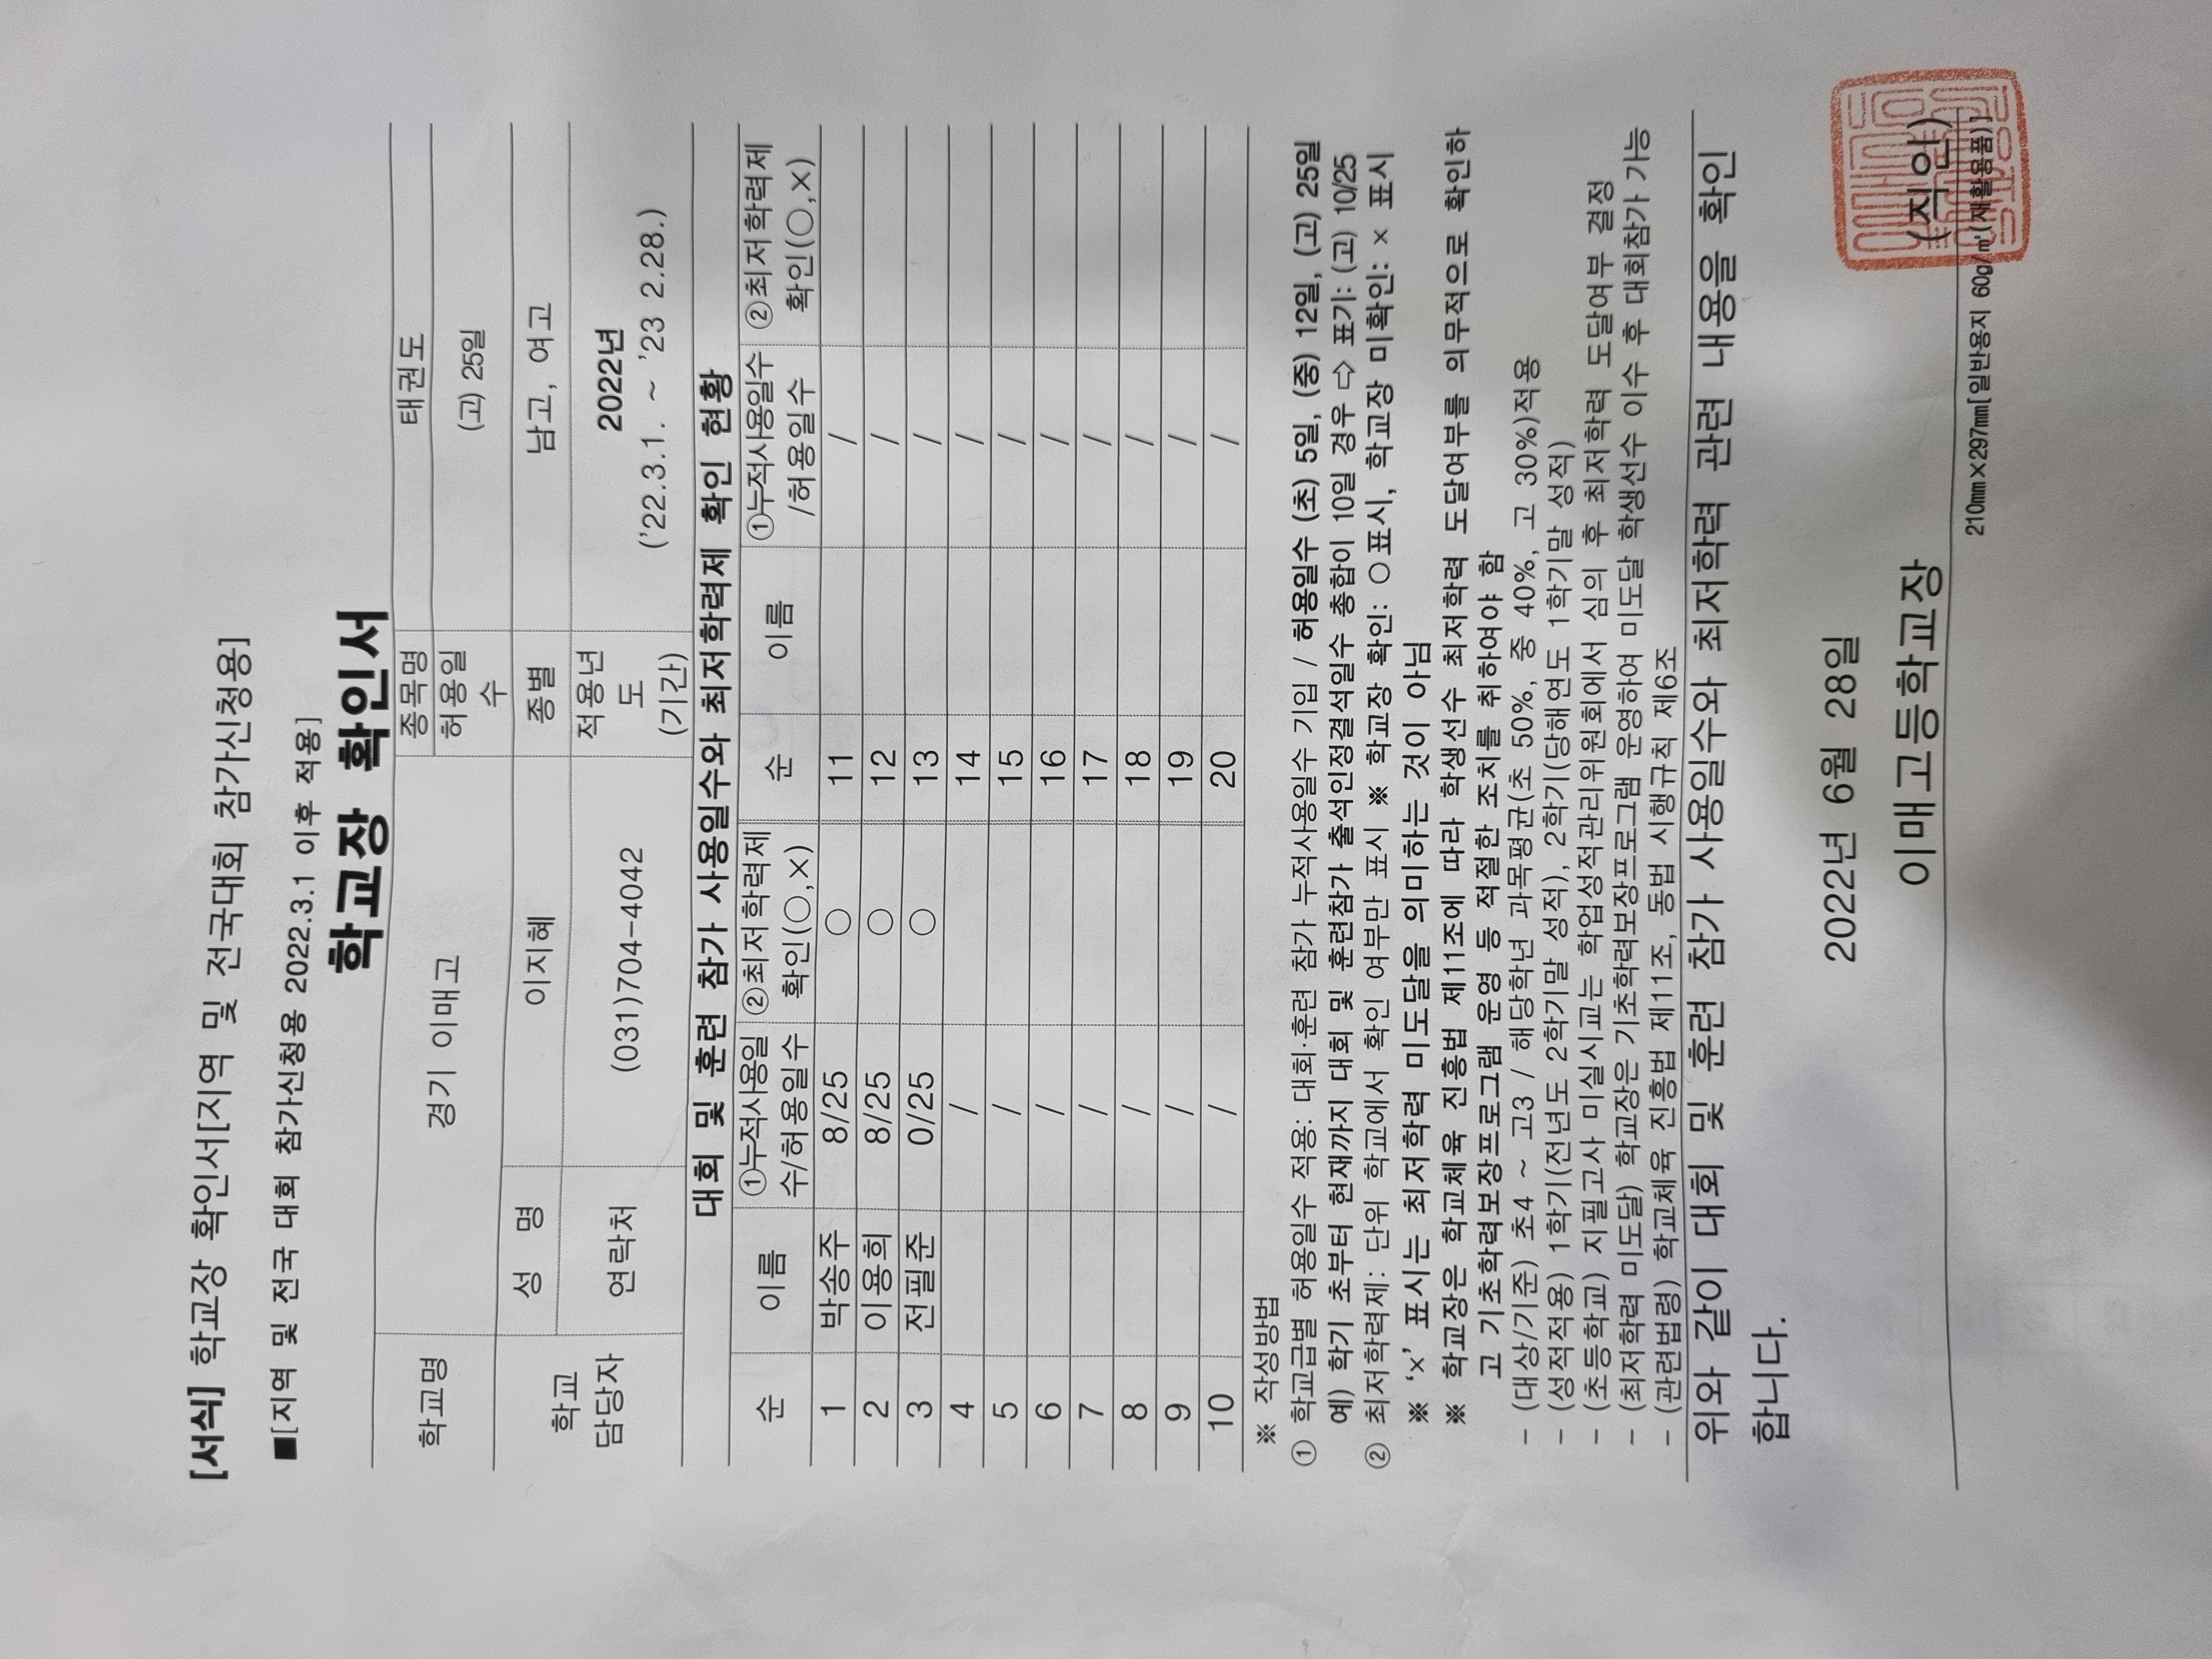 [서식] 학교장 확인서[지역 및 전국대회 참가신청용]
■[지역 및 전국 대회 참가신청용 2022.3.1 이후 적용]
학교장 확인서
학교명 경기 이매고 종목명 태권도
허용일수 (고) 25일
학교 담당자 성 명 이지혜 종별 남고, 여고
연락처 (031)704-4042 적용년도 (기간) 2022년 ('22.3.1. ~ '23 2.28.)
대회 및 훈련 참가 사용일수와 최저학력제 확인 현황
순 이름 ①누적사용일수/허용일수 ②최저학력제 확인(○,×) 순 이름 ①누적사용일수/허용일수 ②최저학력제 확인(○,×)
1 박송주 8/25 ○ 11 /
2 이용희 8/25 ○ 12 /
3 전필준 0/25 ○ 13 /
4 / 14 /
5 / 15 /
6 / 16 /
7 / 17 /
8 / 18 /
9 / 19 /
10 / 20 /
※ 작성방법
① 학교급별 허용일수 적용: 대회·훈련 참가 누적사용일수 기입 / 허용일수 (초) 5일, (중) 12일, (고) 25일
예) 학기 초부터 현재까지 대회 및 훈련참가 출석인정결석일수 총합이 10일 경우 ⇨ 표기: (고) 10/25
② 최저학력제: 단위 학교에서 확인 여부만 표시 ※ 학교장 확인: ○표시, 학교장 미확인: × 표시
※ ‘×’ 표시는 최저학력 미도달을 의미하는 것이 아님
※ 학교장은 학교체육 진흥법 제11조에 따라 학생선수 최저학력 도달여부를 의무적으로 확인하
고 기초학력보장프로그램 운영 등 적절한 조치를 취하여야 함
- (대상/기준) 초4 ~ 고3 / 해당학년 과목평균(초 50%, 중 40%, 고 30%)적용
- (성적적용) 1학기(전년도 2학기말 성적), 2학기(당해연도 1학기말 성적)
- (초등학교) 지필고사 미실시교는 학업성적관리위원회에서 심의 후 최저학력 도달여부 결정
- (최저학력 미도달) 학교장은 기초학력보장프로그램 운영하여 미도달 학생선수 이수 후 대회참가 가능
- (관련법령) 학교체육 진흥법 제11조, 동법 시행규칙 제6조
위와 같이 대회 및 훈련 참가 사용일수와 최저학력 관련 내용을 확인
합니다.
2022년 6월 28일
이매고등학교장 (직인)
210㎜×297㎜[일반용지 60g/㎡(재활용품)]